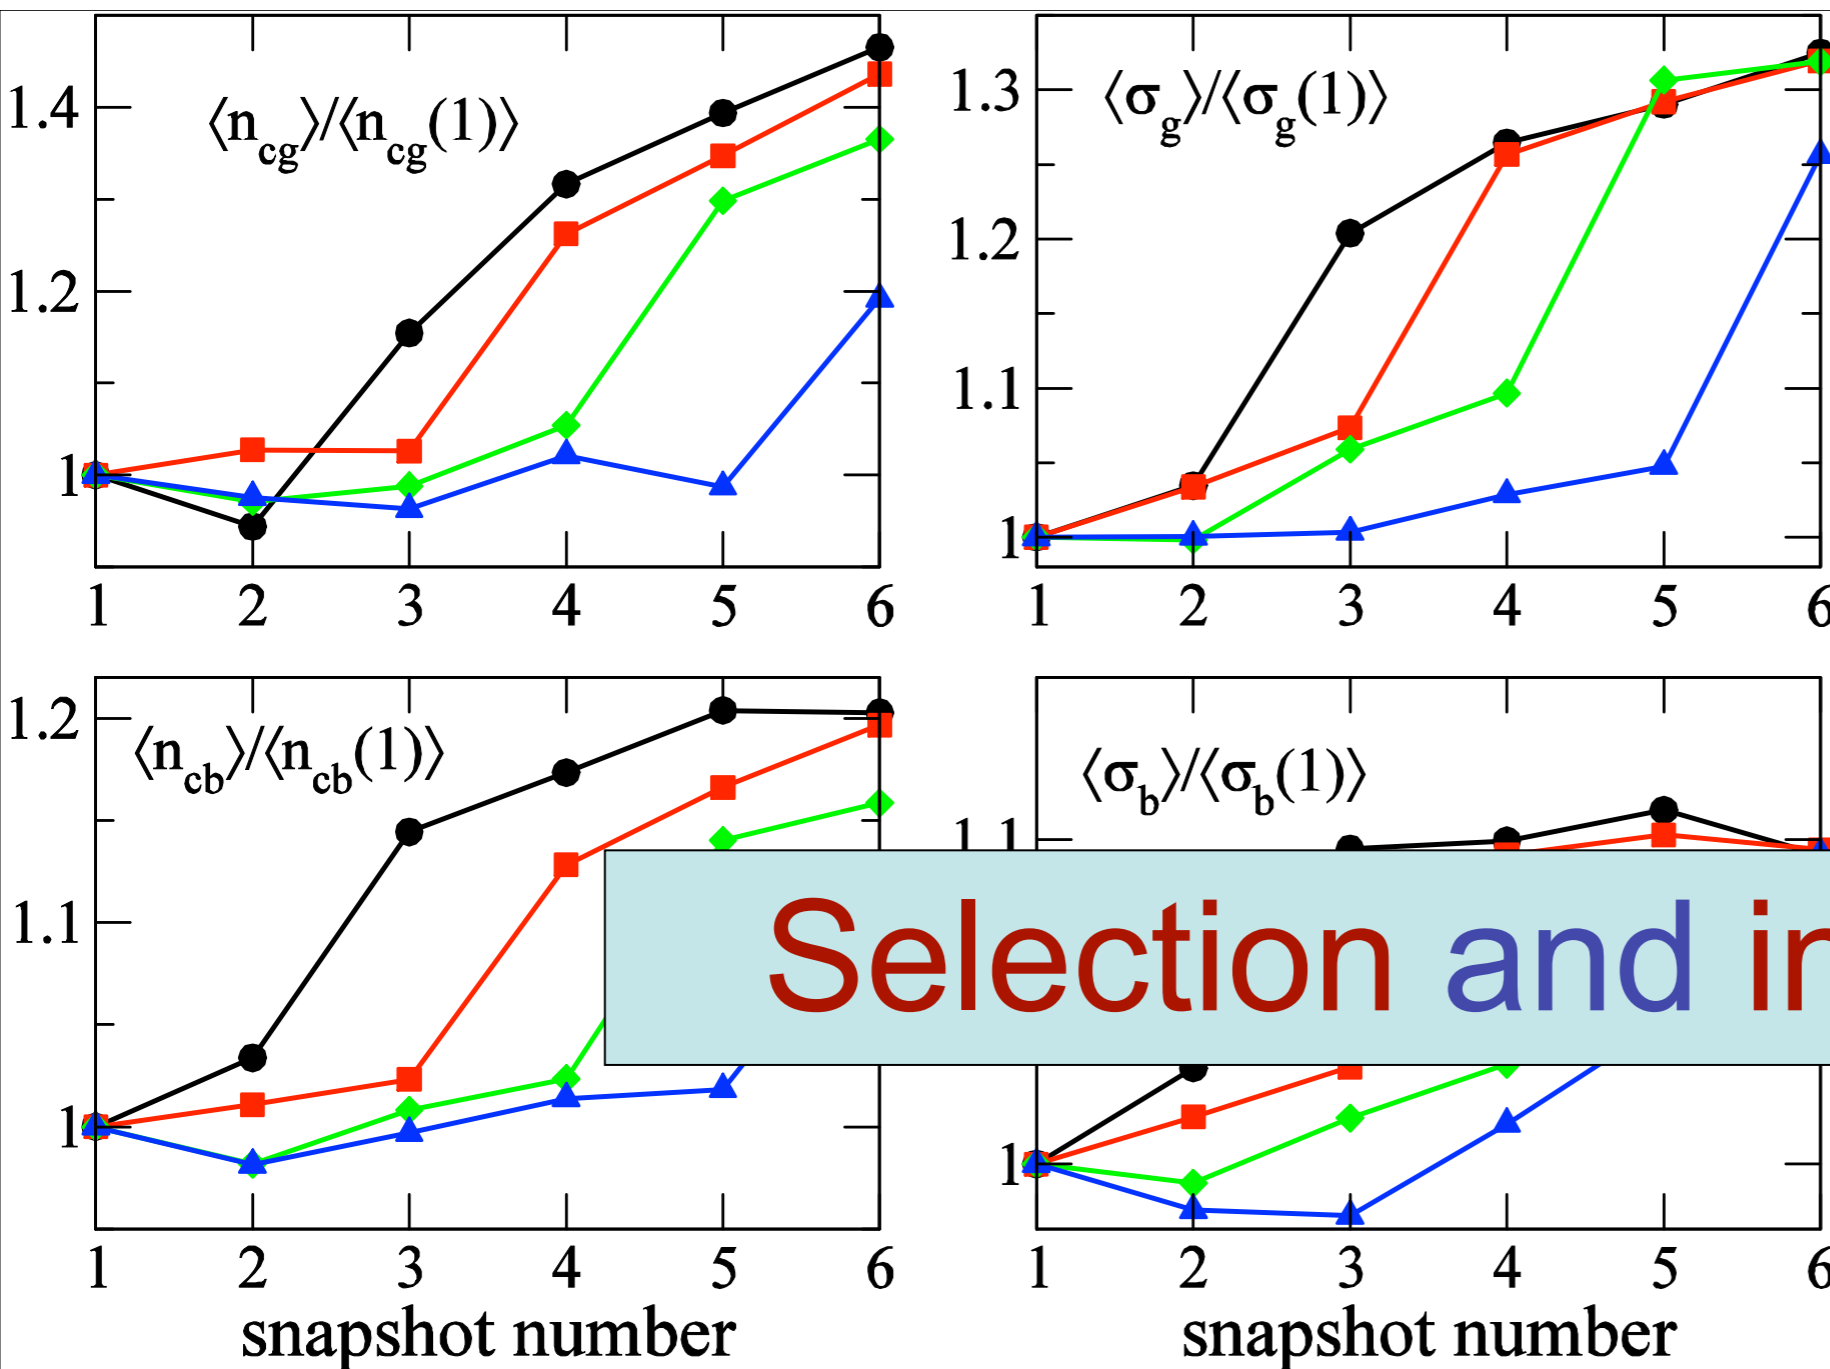 1.4
1.2
1
⟨n_cg⟩/⟨n_cg(1)⟩
1 2 3 4 5 6
1.3
1.2
1.1
1
⟨σ_g⟩/⟨σ_g(1)⟩
1 2 3 4 5 6
1.2
1.1
1
⟨n_cb⟩/⟨n_cb(1)⟩
1 2 3 4 5 6
snapshot number
1.1
1
⟨σ_b⟩/⟨σ_b(1)⟩
1 2 3 4 5 6
snapshot number
Selection and